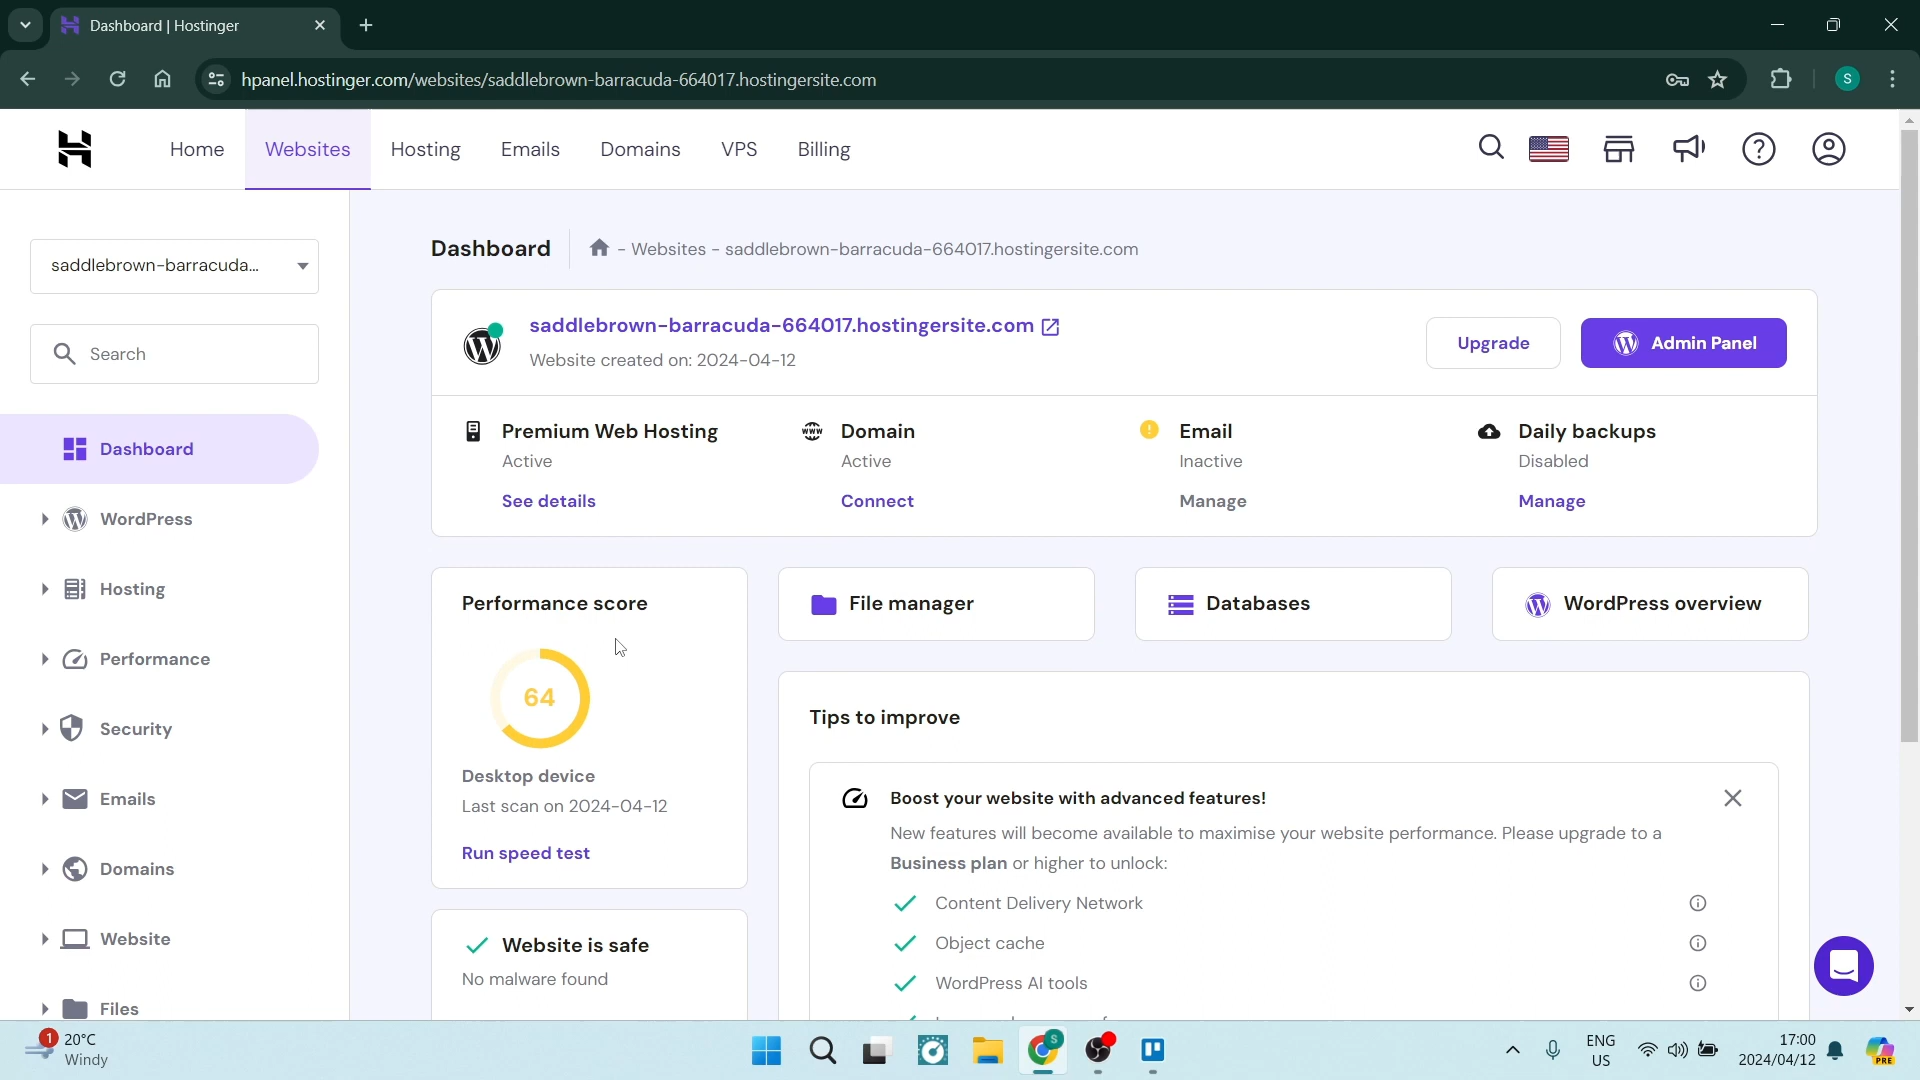 Dashboard | Hostinger
hpanel.hostinger.com/websites/saddlebrown-barracuda-664017.hostingersite.com
S
Home
Websites
Hosting
Emails
Domains
VPS
Billing
saddlebrown-barracuda...
Search
Dashboard
WordPress
Hosting
Performance
Security
Emails
Domains
Website
Files
Dashboard
- Websites - saddlebrown-barracuda-664017.hostingersite.com
saddlebrown-barracuda-664017.hostingersite.com
Website created on: 2024-04-12
Upgrade
Admin Panel
Premium Web Hosting
Active
See details
Domain
Active
Connect
Email
Inactive
Manage
Daily backups
Disabled
Manage
Performance score
64
Desktop device
Last scan on 2024-04-12
Run speed test
Website is safe
No malware found
File manager
Databases
WordPress overview
Tips to improve
Boost your website with advanced features!
New features will become available to maximise your website performance. Please upgrade to a
Business plan or higher to unlock:
Content Delivery Network
Object cache
WordPress AI tools
1
20°C
Windy
S
ENG
US
17:00
2024/04/12
PRE